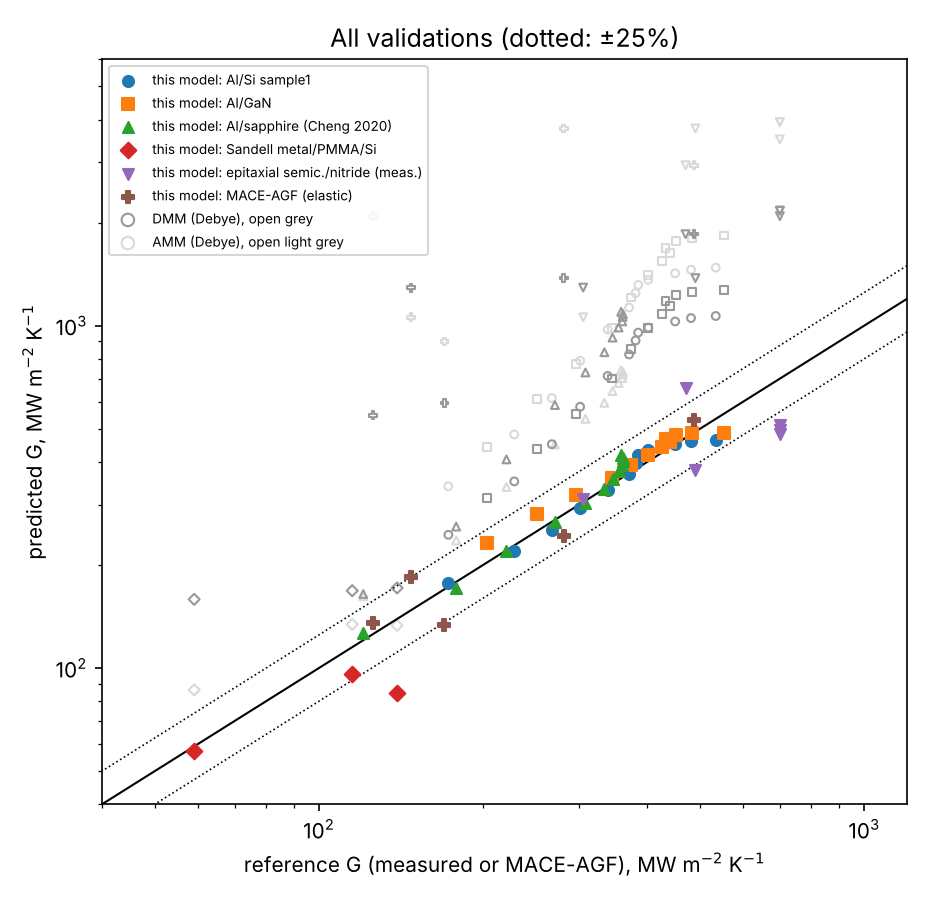 All validations (dotted: ±25%)
this model: Al/Si sample1
this model: Al/GaN
this model: Al/sapphire (Cheng 2020)
this model: Sandell metal/PMMA/Si
this model: epitaxial semic./nitride (meas.)
this model: MACE-AGF (elastic)
DMM (Debye), open grey
AMM (Debye), open light grey
predicted G, MW m⁻² K⁻¹
10³
10²
10² 10³
reference G (measured or MACE-AGF), MW m⁻² K⁻¹